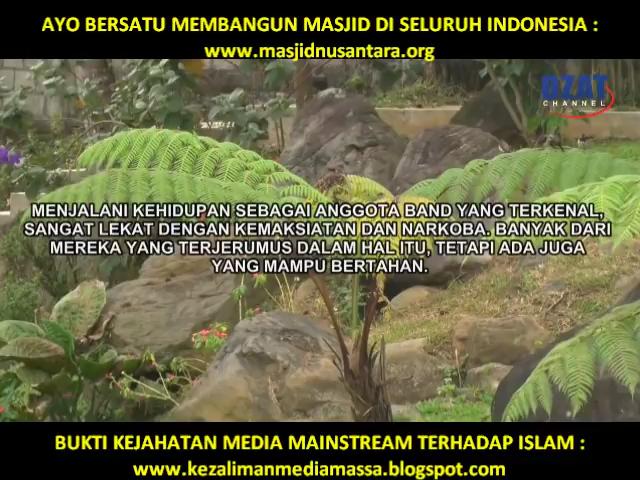 AYO BERSATU MEMBANGUN MASJID DI SELURUH INDONESIA :
www.masjidnusantara.org
DZAT
CHANNEL
MENJALANI KEHIDUPAN SEBAGAI ANGGOTA BAND YANG TERKENAL,
SANGAT LEKAT DENGAN KEMAKSIATAN DAN NARKOBA. BANYAK DARI
MEREKA YANG TERJERUMUS DALAM HAL ITU, TETAPI ADA JUGA
YANG MAMPU BERTAHAN.
BUKTI KEJAHATAN MEDIA MAINSTREAM TERHADAP ISLAM :
www.kezalimanmediamassa.blogspot.com